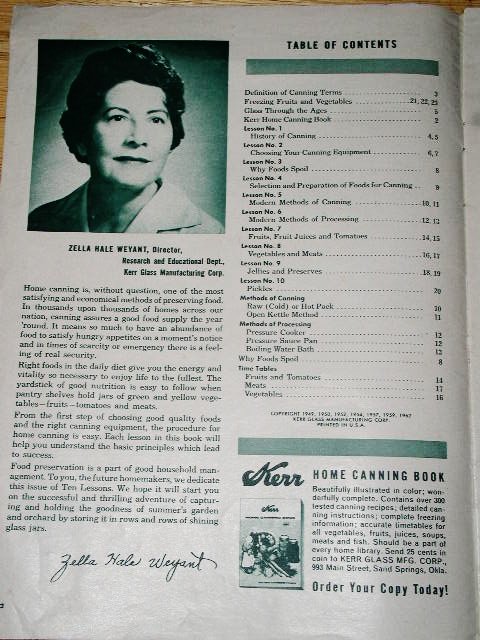 ZELLA HALE WEYANT, Director,
Research and Educational Dept.,
Kerr Glass Manufacturing Corp.
Home canning is, without question, one of the most
satisfying and economical methods of preserving food.
In thousands upon thousands of homes across our
nation, canning assures a good food supply the year
'round. It means so much to have an abundance of
food to satisfy hungry appetites on a moment's notice
and in times of scarcity or emergency there is a feel-
ing of real security.
Right foods in the daily diet give you the energy and
vitality so necessary to enjoy life to the fullest. The
yardstick of good nutrition is easy to follow when
pantry shelves hold jars of green and yellow vege-
tables—fruits—tomatoes and meats.
From the first step of choosing good quality foods
and the right canning equipment, the procedure for
home canning is easy. Each lesson in this book will
help you understand the basic principles which lead
to success.
Food preservation is a part of good household man-
agement. To you, the future homemakers, we dedicate
this issue of Ten Lessons. We hope it will start you
on the successful and thrilling adventure of captur-
ing and holding the goodness of summer's garden
and orchard by storing it in rows and rows of shining
glass jars.
Zella Hale Weyant
2
TABLE OF CONTENTS
Definition of Canning Terms 3
Freezing Fruits and Vegetables 21, 22, 23
Glass Through the Ages 5
Kerr Home Canning Book 2
Lesson No. 1
History of Canning 4, 5
Lesson No. 2
Choosing Your Canning Equipment 6, 7
Lesson No. 3
Why Foods Spoil 8
Lesson No. 4
Selection and Preparation of Foods for Canning 9
Lesson No. 5
Modern Methods of Canning 10, 11
Lesson No. 6
Modern Methods of Processing 12, 13
Lesson No. 7
Fruits, Fruit Juices and Tomatoes 14, 15
Lesson No. 8
Vegetables and Meats 16, 17
Lesson No. 9
Jellies and Preserves 18, 19
Lesson No. 10
Pickles 20
Methods of Canning
Raw (Cold) or Hot Pack 10
Open Kettle Method 11
Methods of Processing
Pressure Cooker 12
Pressure Sauce Pan 12
Boiling Water Bath 12
Why Foods Spoil 8
Time Tables
Fruits and Tomatoes 14
Meats 17
Vegetables 16
KERR GLASS MANUFACTURING CORP.
PRINTED IN U.S.A.
Kerr HOME CANNING BOOK
Beautifully illustrated in color; won-
derfully complete. Contains over 300
tested canning recipes; detailed can-
ning instructions; complete freezing
information; accurate timetables for
all vegetables, fruits, juices, soups,
meats and fish. Should be a part of
every home library. Send 25 cents in
coin to KERR GLASS MFG. CORP.,
993 Main Street, Sand Springs, Okla.
Order Your Copy Today!